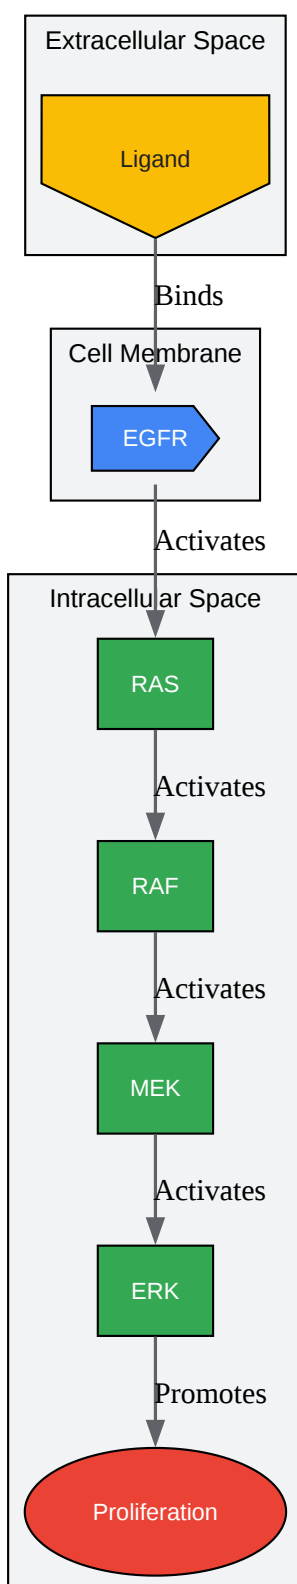 Extracellular Space
Ligand
Binds
Cell Membrane
EGFR
Activates
Intracellular Space
RAS
Activates
RAF
Activates
MEK
Activates
ERK
Promotes
Proliferation